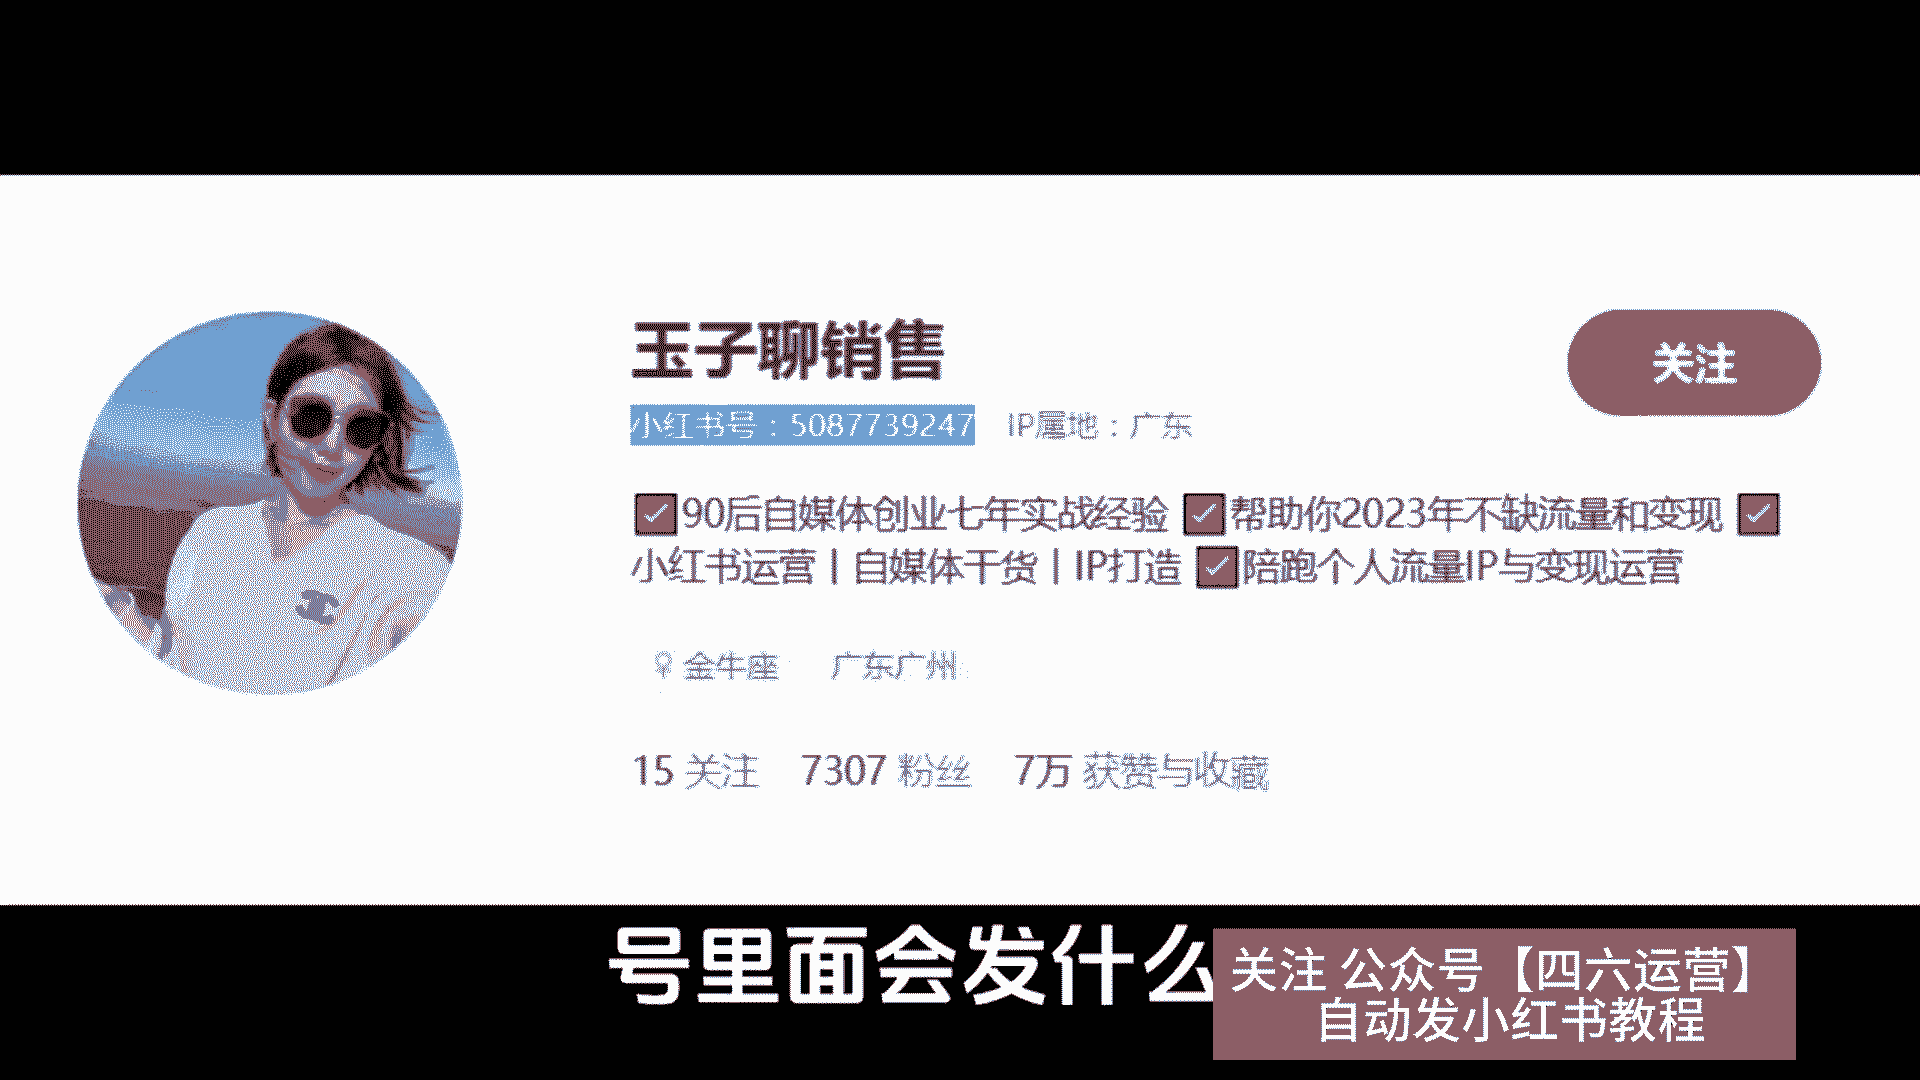 玉子聊销售
关注
小红书号：5087739247 IP属地：广东
90后自媒体创业七年实战经验 帮助你2023年不缺流量和变现
小红书运营丨自媒体干货丨IP打造 陪跑个人流量IP与变现运营
金牛座 广东广州
15 关注 7307 粉丝 7万 获赞与收藏
号里面会发什么
关注 公众号【四六运营】
自动发小红书教程